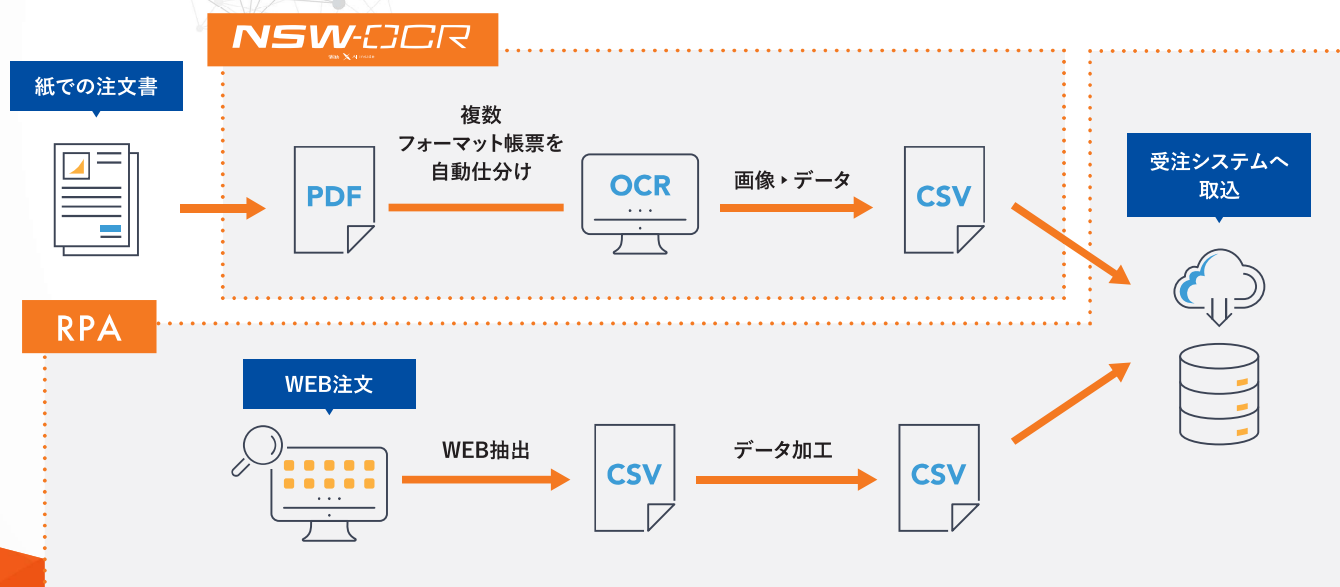 NSW-OCR
紙での注文書
複数
フォーマット帳票を
自動仕分け
PDF
OCR
画像▸データ
CSV
受注システムへ
取込
RPA
WEB注文
WEB抽出
CSV
データ加工
CSV